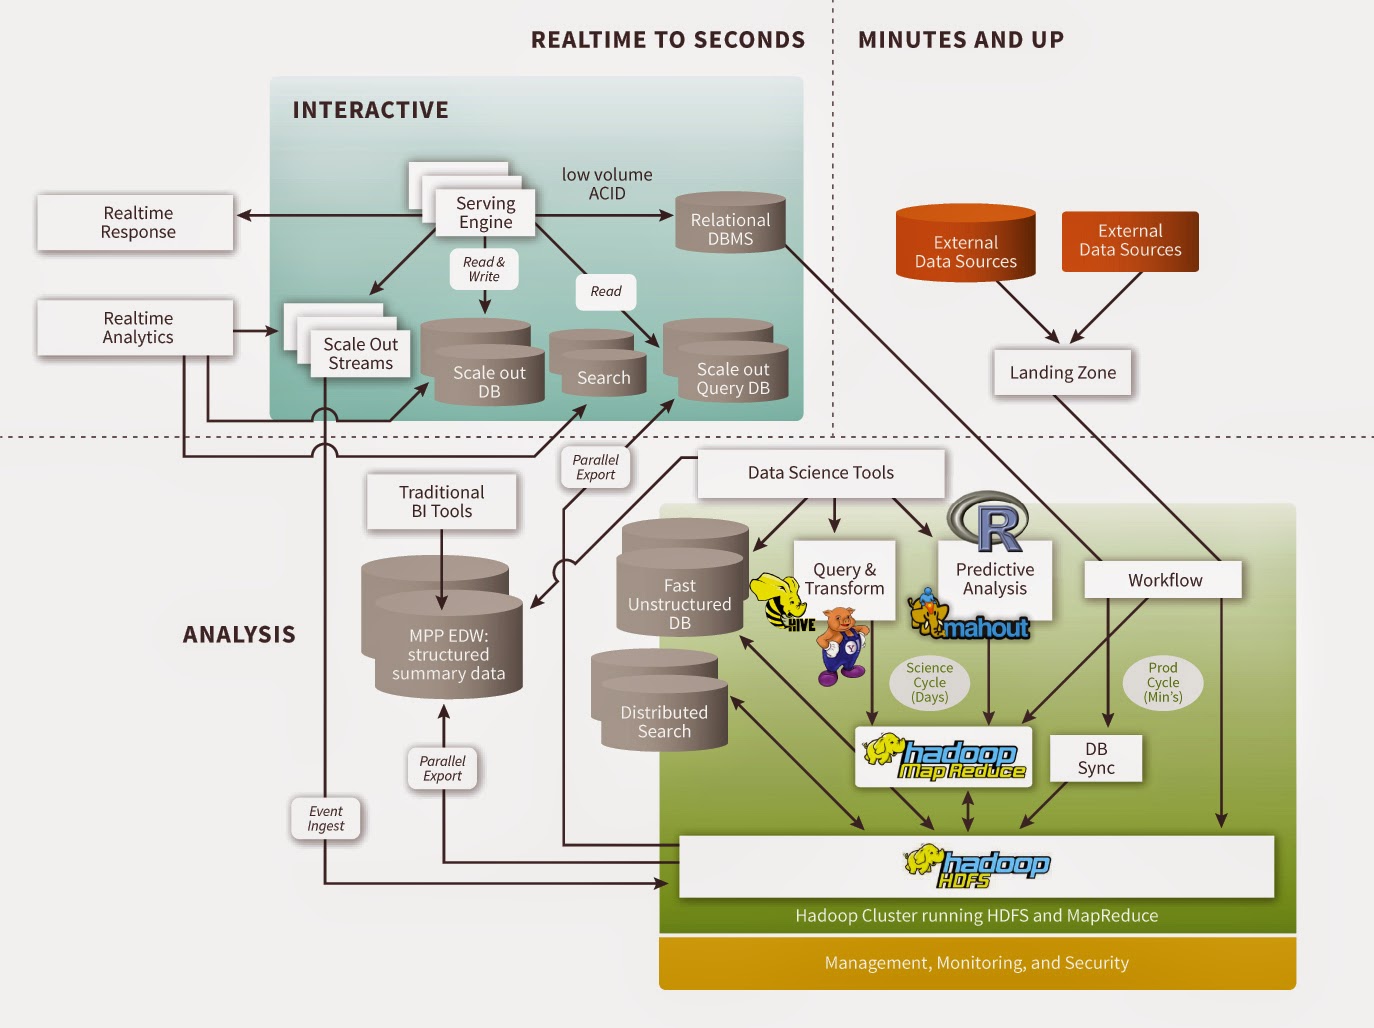 REALTIME TO SECONDS
MINUTES AND UP
INTERACTIVE
Serving
Engine
low volume
ACID
Relational
DBMS
Realtime
Response
Read &
Write
Read
External
Data Sources
External
Data Sources
Realtime
Analytics
Scale Out
Streams
Scale out
DB
Search
Scale out
Query DB
Landing Zone
Parallel
Export
Data Science Tools
Traditional
BI Tools
R
Fast
Unstructured
DB
Query &
Transform
HIVE
Y
Predictive
Analysis
mahout
Workflow
ANALYSIS
MPP EDW:
structured
summary data
Science
Cycle
(Days)
Prod
Cycle
(Min's)
Distributed
Search
hadoop
Map Reduce
DB
Sync
Parallel
Export
Event
Ingest
hadoop
HDFS
Hadoop Cluster running HDFS and MapReduce
Management, Monitoring, and Security